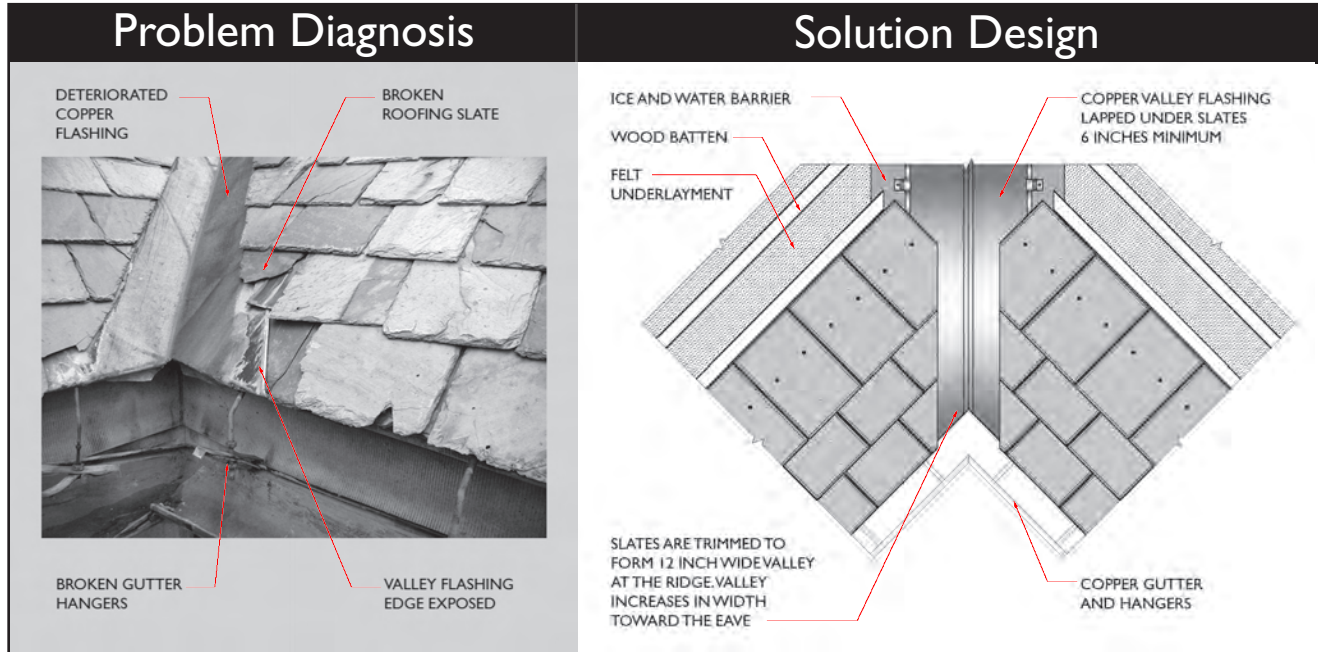 Problem Diagnosis
DETERIORATED
COPPER
FLASHING
BROKEN
ROOFING SLATE
BROKEN GUTTER
HANGERS
VALLEY FLASHING
EDGE EXPOSED
Solution Design
ICE AND WATER BARRIER
WOOD BATTEN
FELT
UNDERLAYMENT
COPPER VALLEY FLASHING
LAPPED UNDER SLATES
6 INCHES MINIMUM
SLATES ARE TRIMMED TO
FORM 12 INCH WIDE VALLEY
AT THE RIDGE. VALLEY
INCREASES IN WIDTH
TOWARD THE EAVE
COPPER GUTTER
AND HANGERS